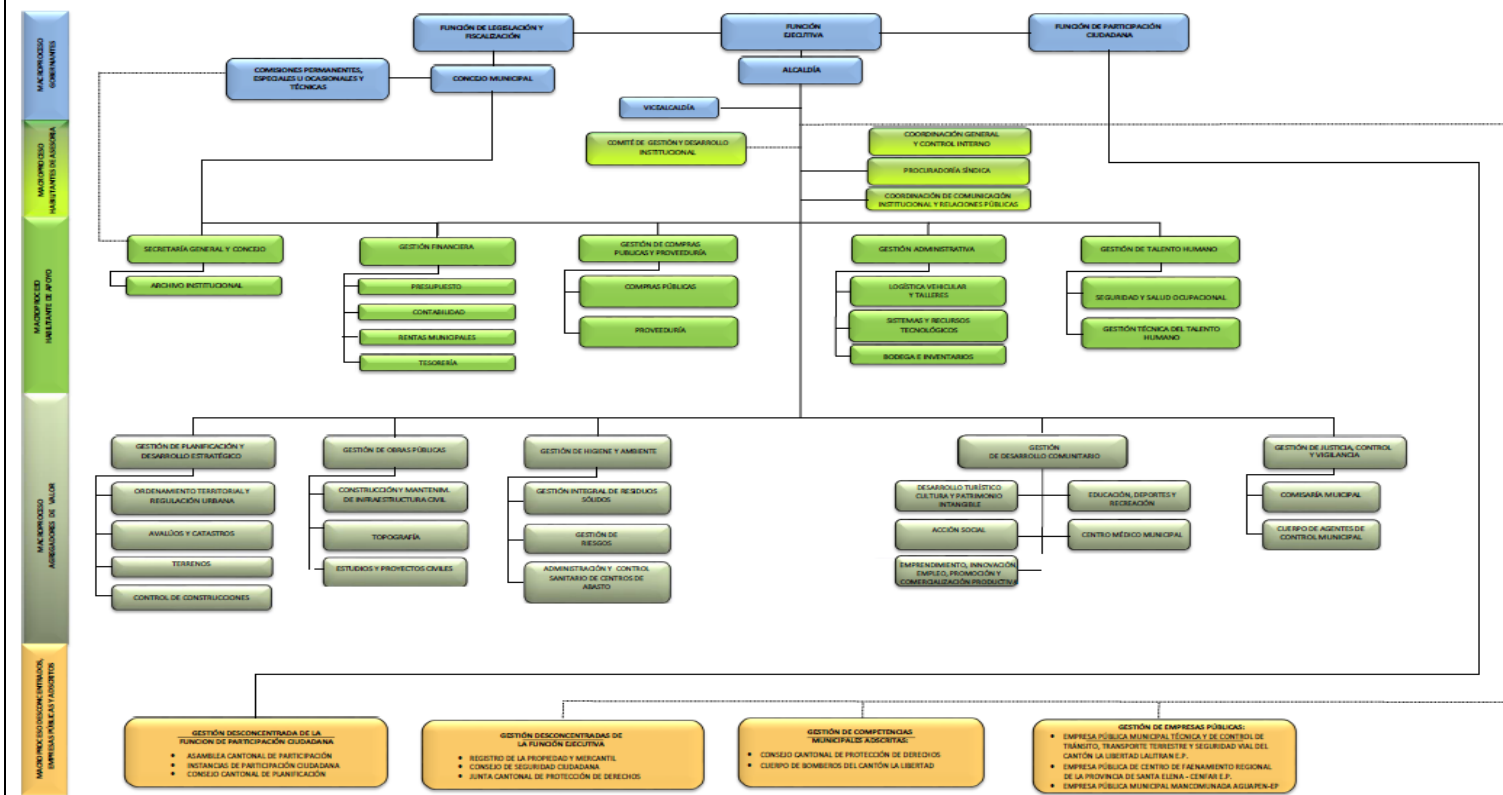 MACROPROCESO
GOBERNANTES
FUNCIÓN DE LEGISLACIÓN Y
FISCALIZACIÓN
FUNCIÓN
EJECUTIVA
FUNCIÓN DE PARTICIPACIÓN
CIUDADANA
COMISIONES PERMANENTES,
ESPECIALES U OCASIONALES Y
TÉCNICAS
CONCEJO MUNICIPAL
ALCALDÍA
VICEALCALDÍA
MACROPROCESO
HABILITANTES DE ASESORIA
COMITÉ DE GESTIÓN Y DESARROLLO
INSTITUCIONAL
COORDINACIÓN GENERAL
Y CONTROL INTERNO
PROCURADORÍA SÍNDICA
COORDINACIÓN DE COMUNICACIÓN
INSTITUCIONAL Y RELACIONES PÚBLICAS
MACROPROCESO
HABILITANTE DE APOYO
SECRETARÍA GENERAL Y CONCEJO
ARCHIVO INSTITUCIONAL
GESTIÓN FINANCIERA
PRESUPUESTO
CONTABILIDAD
RENTAS MUNICIPALES
TESORERÍA
GESTIÓN DE COMPRAS
PUBLICAS Y PROVEEDURÍA
COMPRAS PÚBLICAS
PROVEEDURÍA
GESTIÓN ADMINISTRATIVA
LOGÍSTICA VEHICULAR
Y TALLERES
SISTEMAS Y RECURSOS
TECNOLÓGICOS
BODEGA E INVENTARIOS
GESTIÓN DE TALENTO HUMANO
SEGURIDAD Y SALUD OCUPACIONAL
GESTIÓN TÉCNICA DEL TALENTO
HUMANO
MACROPROCESO
AGREGADORES DE VALOR
GESTIÓN DE PLANIFICACIÓN Y
DESARROLLO ESTRATÉGICO
ORDENAMIENTO TERRITORIAL Y
REGULACIÓN URBANA
AVALÚOS Y CATASTROS
TERRENOS
CONTROL DE CONSTRUCCIONES
GESTIÓN DE OBRAS PÚBLICAS
CONSTRUCCIÓN Y MANTENIM.
DE INFRAESTRUCTURA CIVIL
TOPOGRAFÍA
ESTUDIOS Y PROYECTOS CIVILES
GESTIÓN DE HIGIENE Y AMBIENTE
GESTIÓN INTEGRAL DE RESIDUOS
SÓLIDOS
GESTIÓN DE
RIESGOS
ADMINISTRACIÓN Y CONTROL
SANITARIO DE CENTROS DE
ABASTO
GESTIÓN
DE DESARROLLO COMUNITARIO
DESARROLLO TURÍSTICO
CULTURA Y PATRIMONIO
INTANGIBLE
EDUCACIÓN, DEPORTES Y
RECREACIÓN
ACCIÓN SOCIAL
CENTRO MÉDICO MUNICIPAL
EMPRENDIMIENTO, INNOVACIÓN,
EMPLEO, PROMOCIÓN Y
COMERCIALIZACIÓN PRODUCTIVA
GESTIÓN DE JUSTICIA, CONTROL
Y VIGILANCIA
COMISARÍA MUICIPAL
CUERPO DE AGENTES DE
CONTROL MUNICIPAL
MACROPROCESO DESCONCENTRADOS,
EMPRESAS PÚBLICAS Y ADSCRITOS
GESTIÓN DESCONCENTRADA DE LA
FUNCION DE PARTICIPACIÓN CIUDADANA
• ASAMBLEA CANTONAL DE PARTICIPACIÓN
• INSTANCIAS DE PARTICIPACIÓN CIUDADANA
• CONSEJO CANTONAL DE PLANIFICACIÓN
GESTIÓN DESCONCENTRADAS DE
LA FUNCIÓN EJECUTIVA
• REGISTRO DE LA PROPIEDAD Y MERCANTIL
• CONSEJO DE SEGURIDAD CIUDADANA
• JUNTA CANTONAL DE PROTECCIÓN DE DERECHOS
GESTIÓN DE COMPETENCIAS
MUNICIPALES ADSCRITAS:
• CONSEJO CANTONAL DE PROTECCIÓN DE DERECHOS
• CUERPO DE BOMBEROS DEL CANTÓN LA LIBERTAD
GESTIÓN DE EMPRESAS PÚBLICAS:
• EMPRESA PÚBLICA MUNICIPAL TÉCNICA Y DE CONTROL DE
TRÁNSITO, TRANSPORTE TERRESTRE Y SEGURIDAD VIAL DEL
CANTÓN LA LIBERTAD LALITRAN E.P.
• EMPRESA PÚBLICA DE CENTRO DE FAENAMIENTO REGIONAL
DE LA PROVINCIA DE SANTA ELENA - CENFAR E.P.
• EMPRESA PÚBLICA MUNICIPAL MANCOMUNADA AGUAPEN-EP